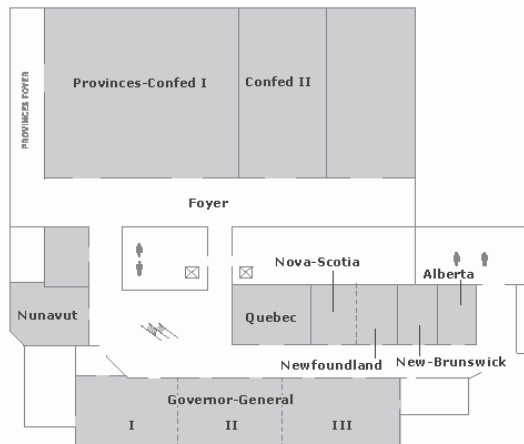 Provinces-Confed I
Confed II
PROVINCES FOYER
Foyer
Nova-Scotia
Alberta
Nunavut
Quebec
Newfoundland
New-Brunswick
Governor-General
I
II
III